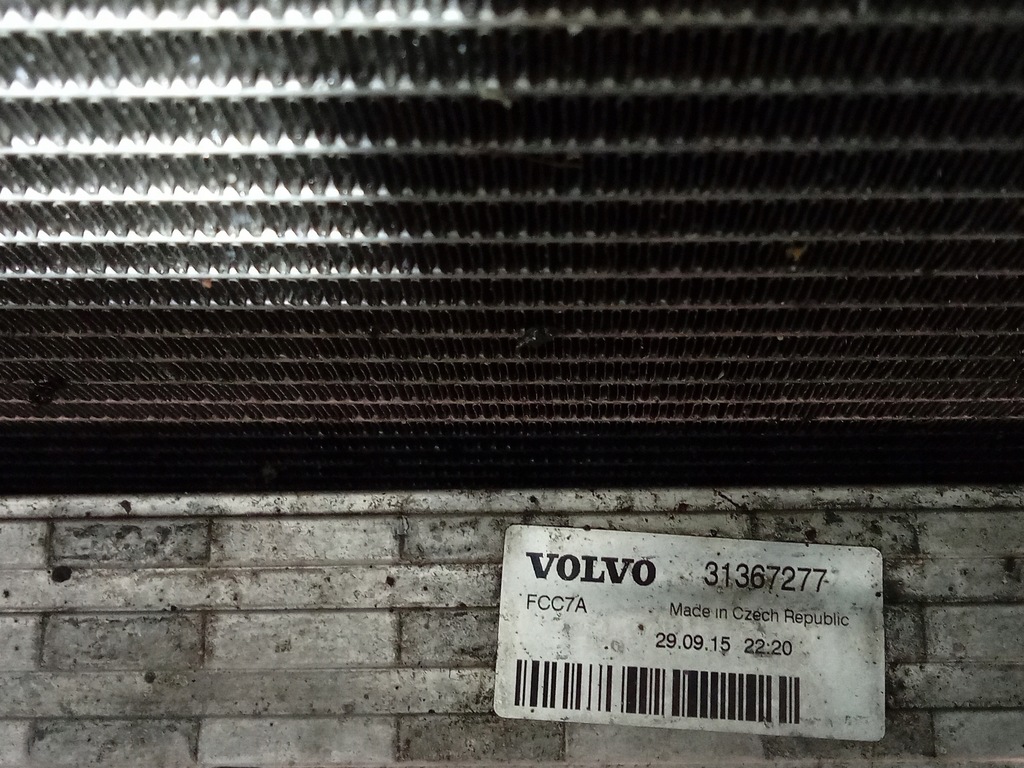 VOLVO 31367277
FCC7A
Made in Czech Republic
29.09.15 22:20